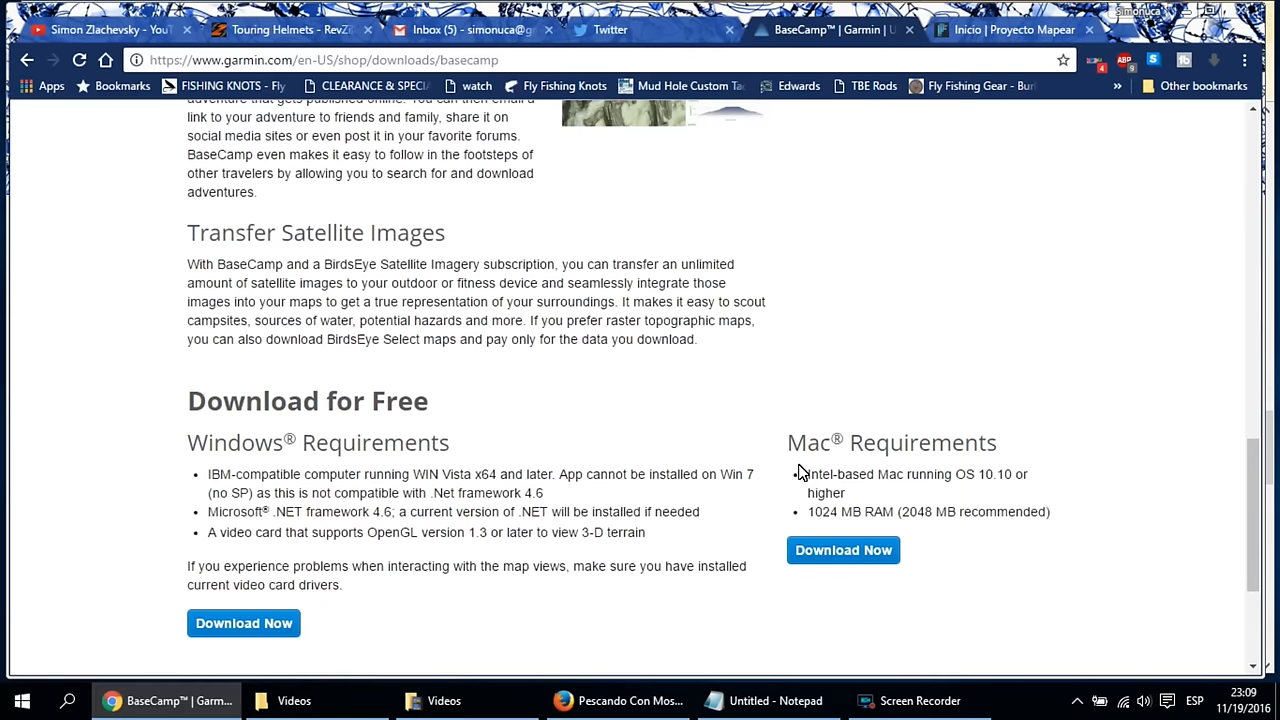 Simonuca
Simon Zlachevsky - YouT
Touring Helmets - RevZi
Inbox (5) - simonuca@g
Twitter
BaseCamp™ | Garmin | U
Inicio | Proyecto Mapear
https://www.garmin.com/en-US/shop/downloads/basecamp
4
ABP
9
S
tb
Apps
Bookmarks
FISHING KNOTS - Fly
CLEARANCE & SPECIA
watch
Fly Fishing Knots
Mud Hole Custom Tac
Edwards
TBE Rods
Fly Fishing Gear - Burl
»
Other bookmarks
adventure that gets published online. You can then email a
link to your adventure to friends and family, share it on
social media sites or even post it in your favorite forums.
BaseCamp even makes it easy to follow in the footsteps of
other travelers by allowing you to search for and download
adventures.
Transfer Satellite Images
With BaseCamp and a BirdsEye Satellite Imagery subscription, you can transfer an unlimited
amount of satellite images to your outdoor or fitness device and seamlessly integrate those
images into your maps to get a true representation of your surroundings. It makes it easy to scout
campsites, sources of water, potential hazards and more. If you prefer raster topographic maps,
you can also download BirdsEye Select maps and pay only for the data you download.
Download for Free
Windows® Requirements
• IBM-compatible computer running WIN Vista x64 and later. App cannot be installed on Win 7
(no SP) as this is not compatible with .Net framework 4.6
• Microsoft® .NET framework 4.6; a current version of .NET will be installed if needed
• A video card that supports OpenGL version 1.3 or later to view 3-D terrain
If you experience problems when interacting with the map views, make sure you have installed
current video card drivers.
Download Now
Mac® Requirements
• Intel-based Mac running OS 10.10 or
higher
• 1024 MB RAM (2048 MB recommended)
Download Now
BaseCamp™ | Garm...
Videos
Videos
Pescando Con Mos...
Untitled - Notepad
Screen Recorder
ESP
23:09
11/19/2016